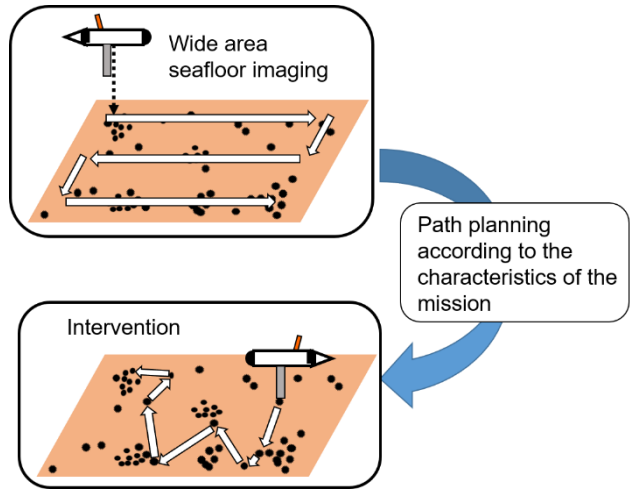 Wide area
seafloor imaging
Path planning
according to the
characteristics of the
mission
Intervention